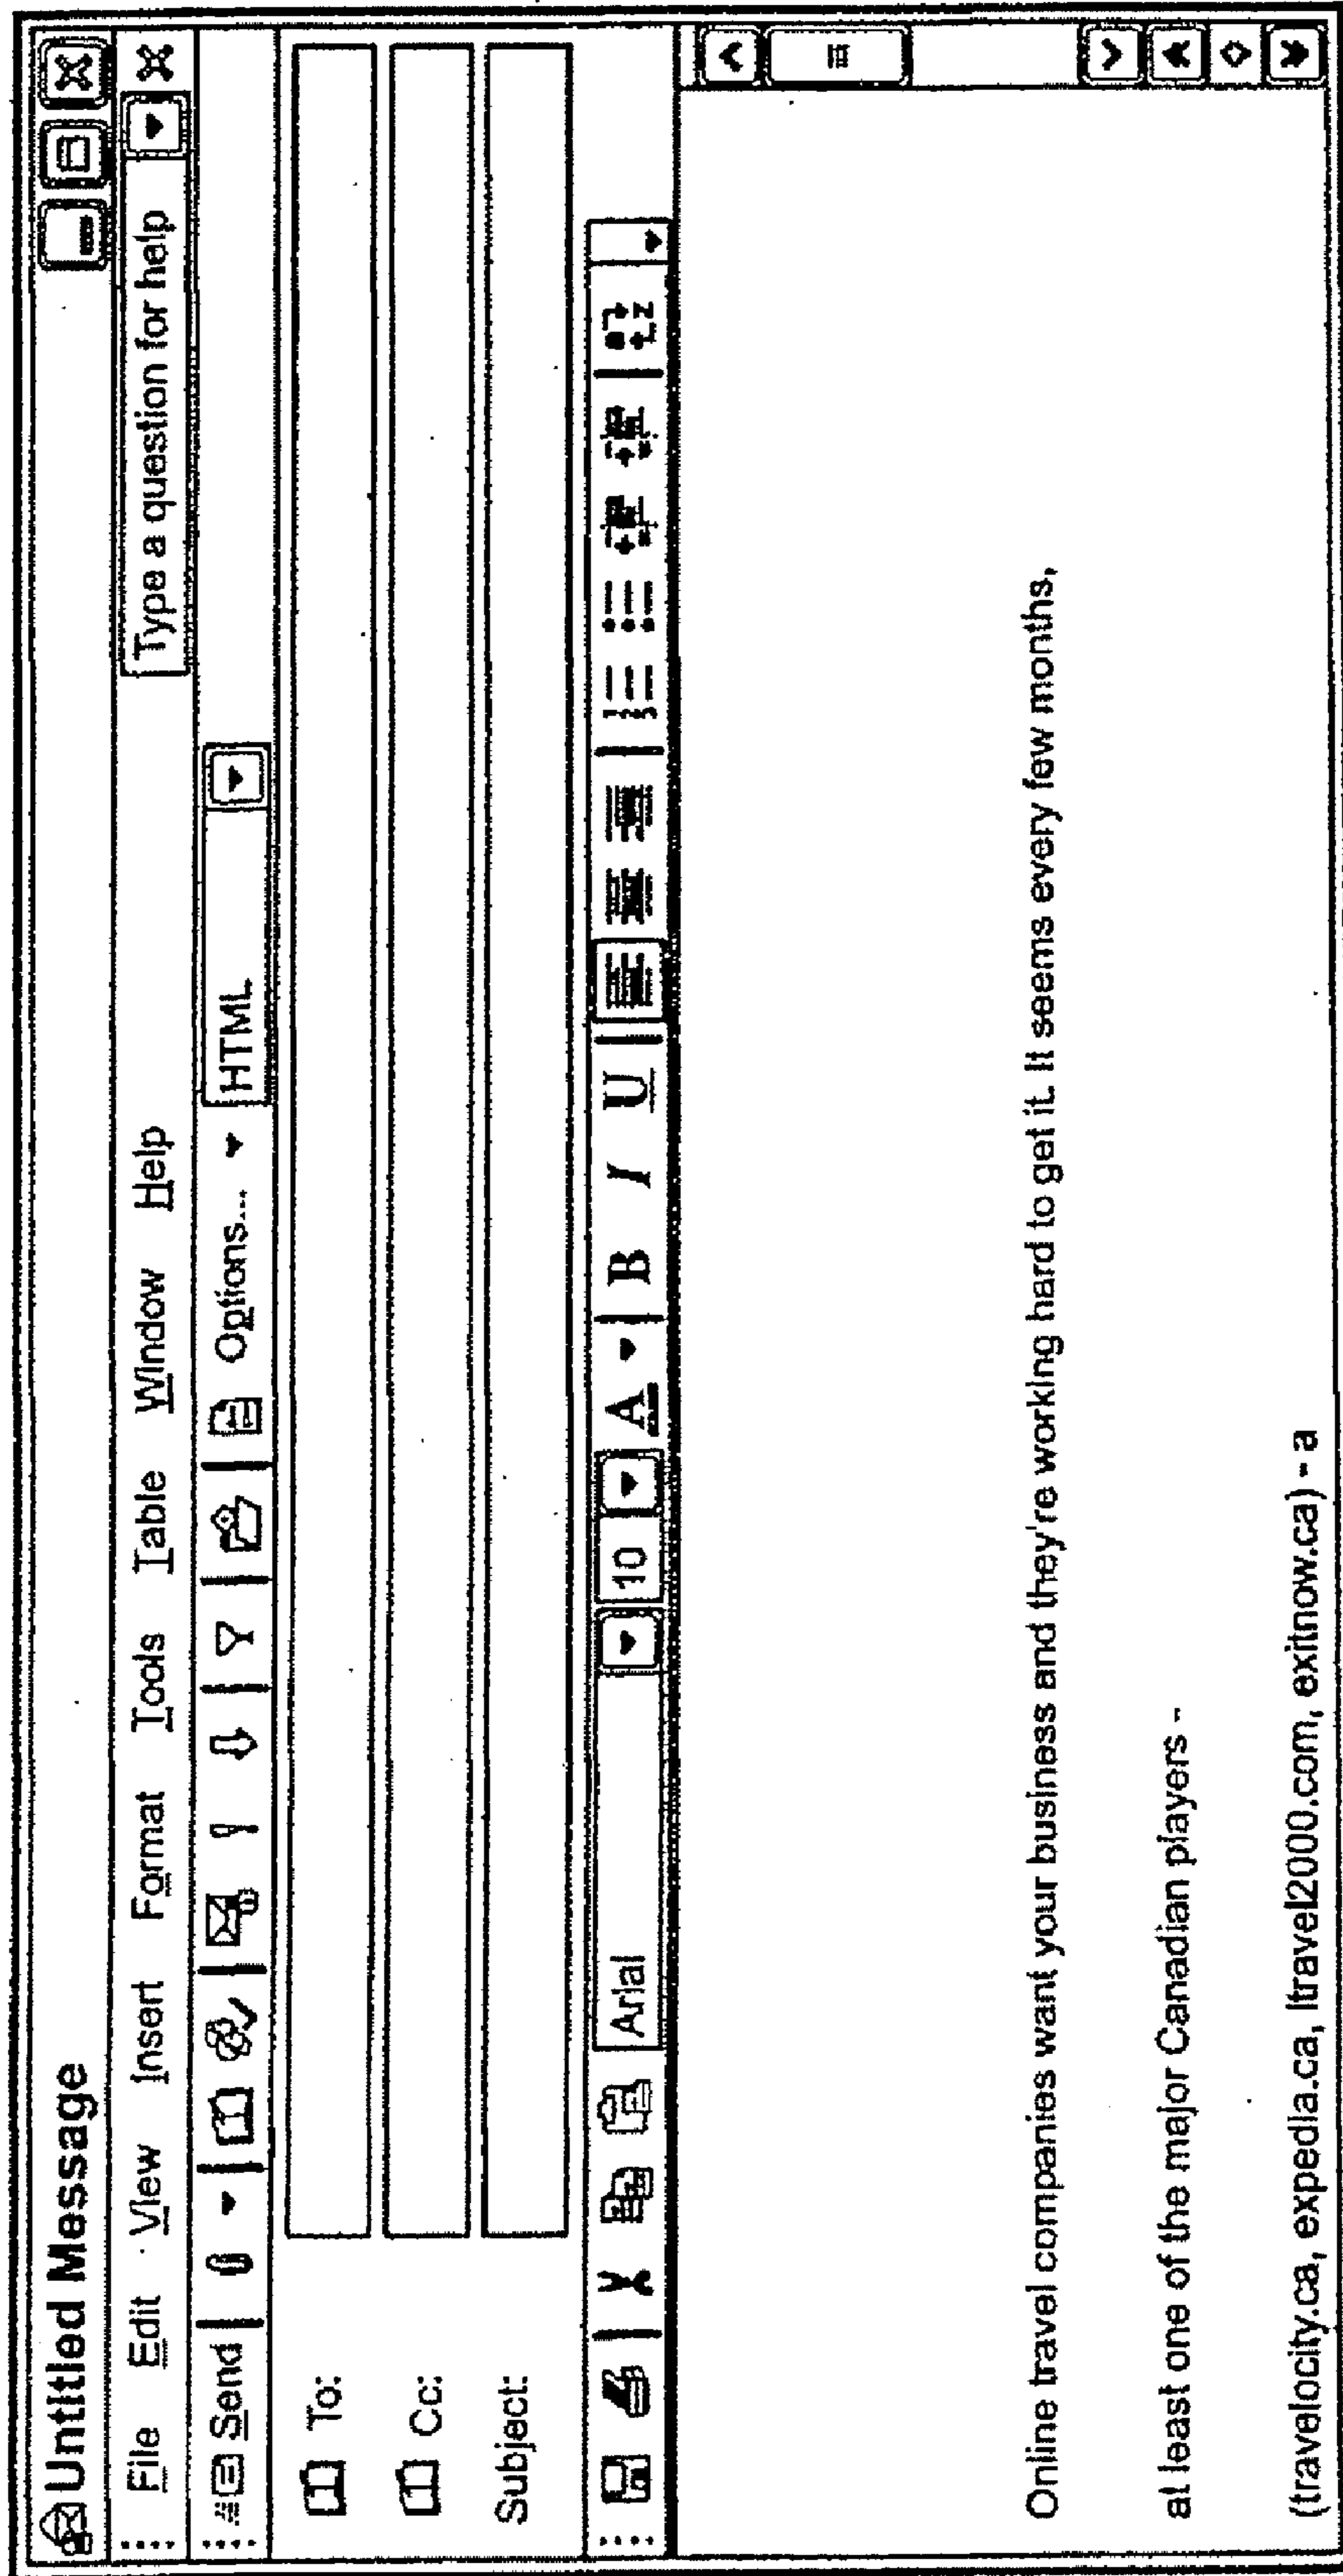 Untitled Message
File Edit View Insert Format Tools Table Window Help Type a question for help
Send Options... HTML
To:
Cc:
Subject:
Arial 10 A B I U
Online travel companies want your business and they're working hard to get it. It seems every few months,
at least one of the major Canadian players -
(travelocity.ca, expedia.ca, itravel2000.com, exitnow.ca) - a